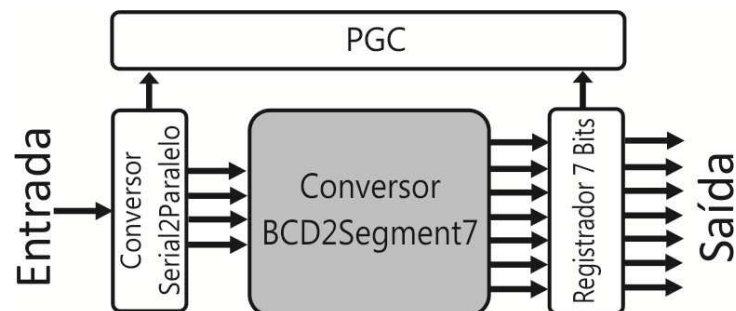 PGC
Entrada
Conversor
Serial2Paralelo
Conversor
BCD2Segment7
Registrador 7 Bits
Saída